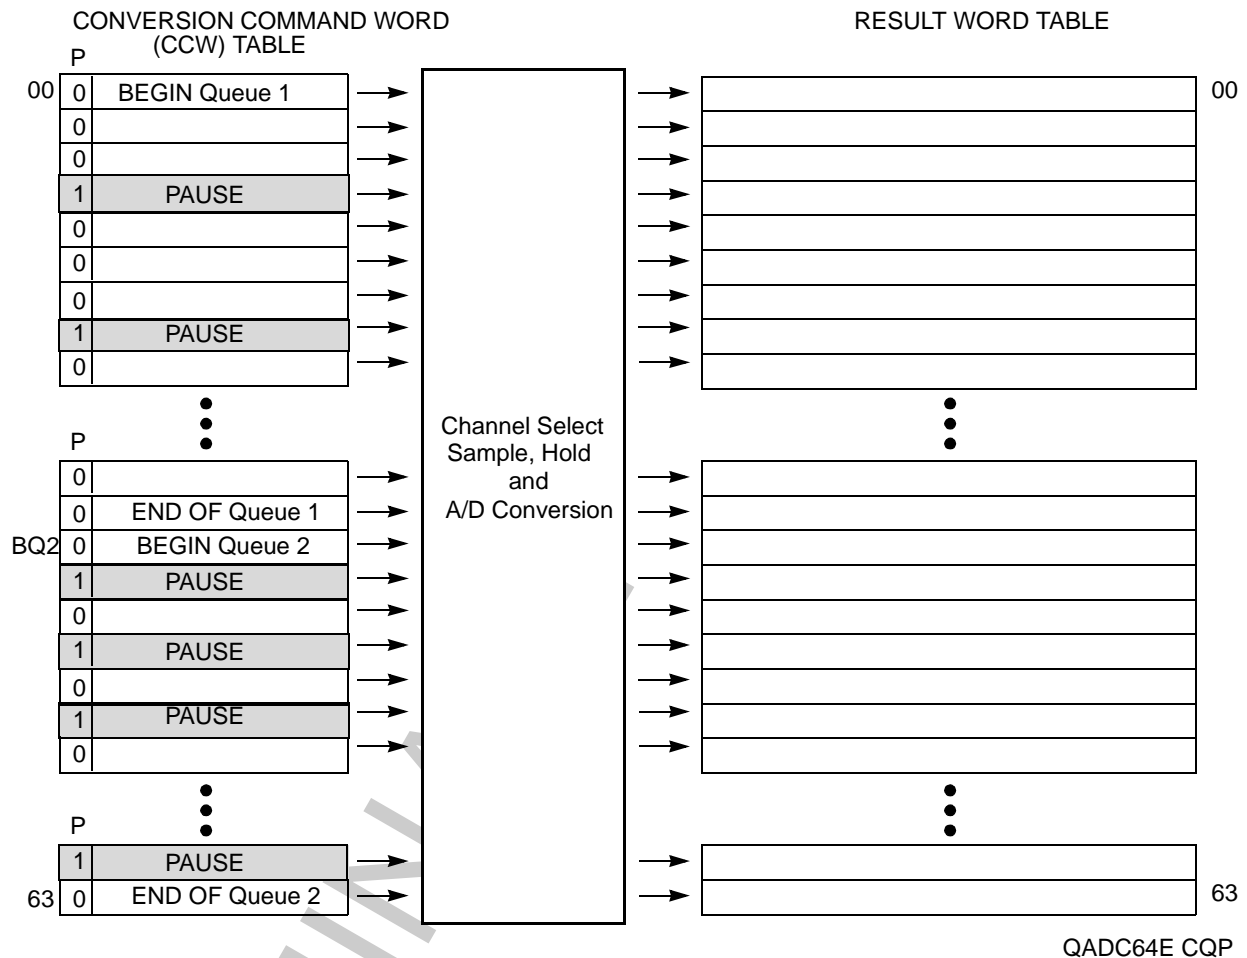 CONVERSION COMMAND WORD
(CCW) TABLE
RESULT WORD TABLE
P
00 0 BEGIN Queue 1 00
0
0
1 PAUSE
0
0
0
1 PAUSE
0
P
0
0 END OF Queue 1
BQ2 0 BEGIN Queue 2
1 PAUSE
0
1 PAUSE
0
1 PAUSE
0
Channel Select
Sample, Hold
and
A/D Conversion
P
1 PAUSE
63 0 END OF Queue 2 63
QADC64E CQP